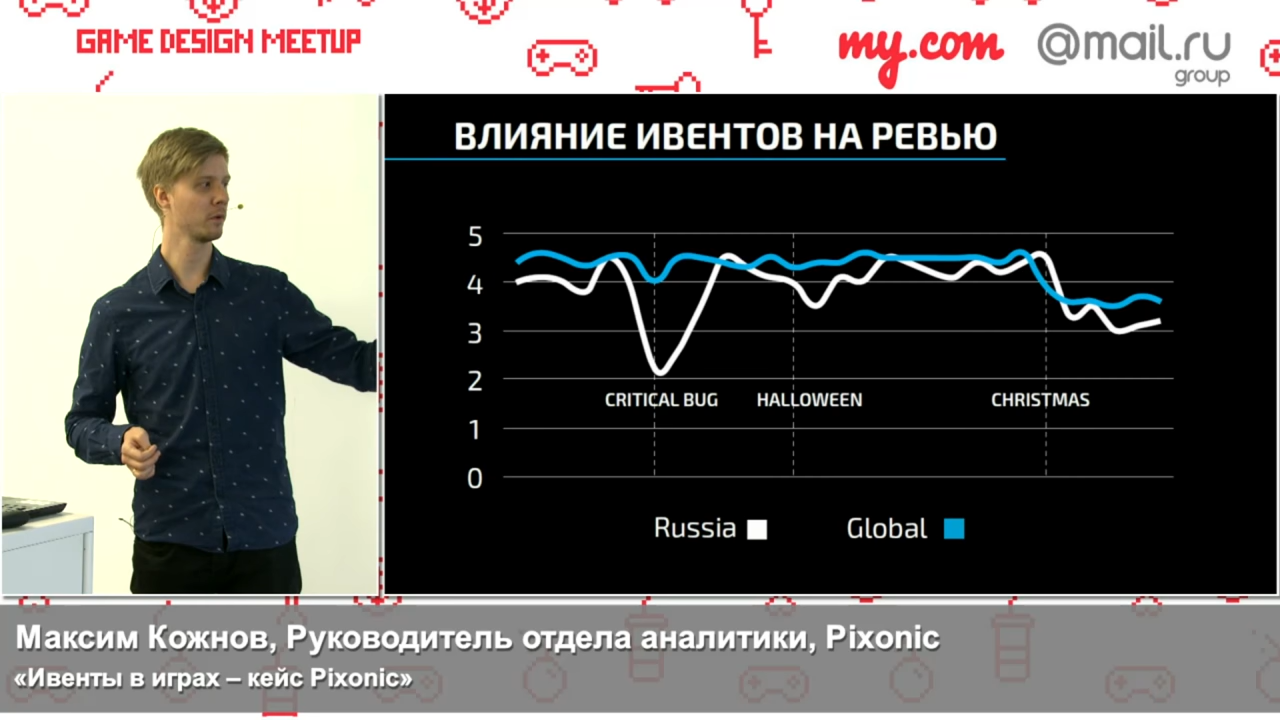 GAME DESIGN MEETUP
my.com
@mail.ru
group
ВЛИЯНИЕ ИВЕНТОВ НА РЕВЬЮ
5
4
3
2
1
0
CRITICAL BUG
HALLOWEEN
CHRISTMAS
Russia
Global
Максим Кожнов, Руководитель отдела аналитики, Pixonic
«Ивенты в играх – кейс Pixonic»